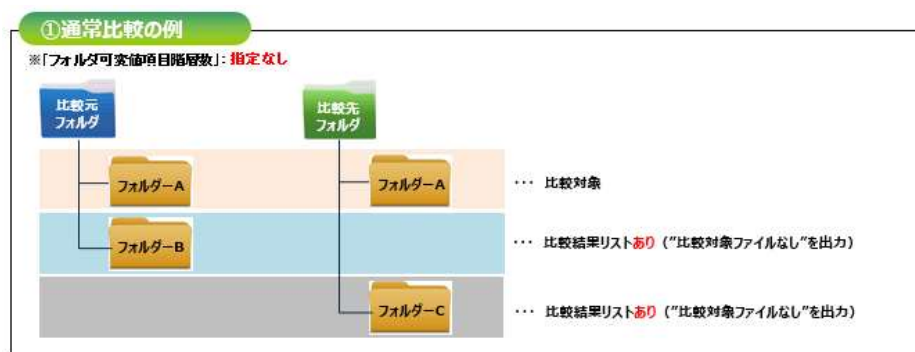 ①通常比較の例
※「フォルダ可変値項目階層数」：指定なし
比較元
フォルダ
比較先
フォルダ
フォルダーA
フォルダーA
･･･ 比較対象
フォルダーB
･･･ 比較結果リストあり（”比較対象ファイルなし”を出力）
フォルダーC
･･･ 比較結果リストあり（”比較対象ファイルなし”を出力）